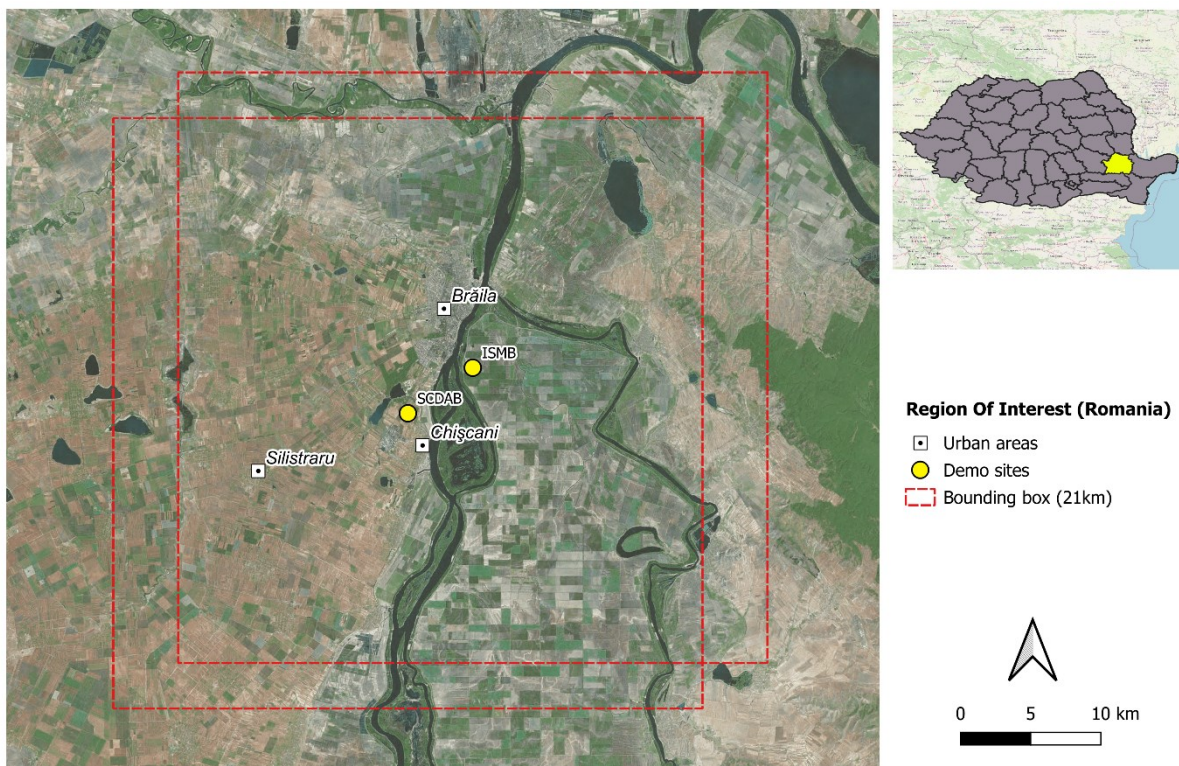 Brăila
ISMB
SCDAB
Chișcani
Silistraru
Region Of Interest (Romania)
Urban areas
Demo sites
Bounding box (21km)
0 5 10 km